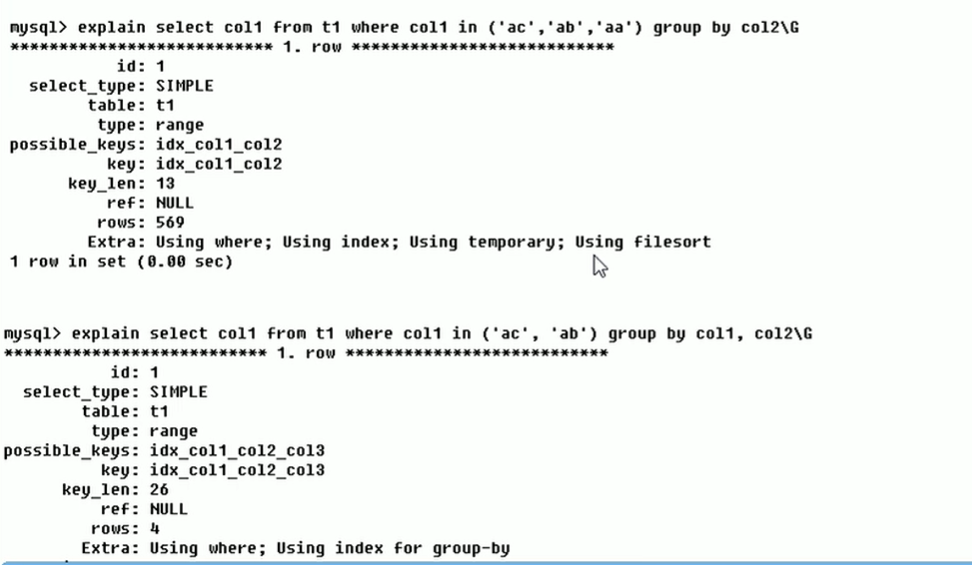 mysql> explain select col1 from t1 where col1 in ('ac','ab','aa') group by col2\G
*************************** 1. row ***************************
id: 1
select_type: SIMPLE
table: t1
type: range
possible_keys: idx_col1_col2
key: idx_col1_col2
key_len: 13
ref: NULL
rows: 569
Extra: Using where; Using index; Using temporary; Using filesort
1 row in set (0.00 sec)
mysql> explain select col1 from t1 where col1 in ('ac', 'ab') group by col1, col2\G
*************************** 1. row ***************************
id: 1
select_type: SIMPLE
table: t1
type: range
possible_keys: idx_col1_col2_col3
key: idx_col1_col2_col3
key_len: 26
ref: NULL
rows: 4
Extra: Using where; Using index for group-by